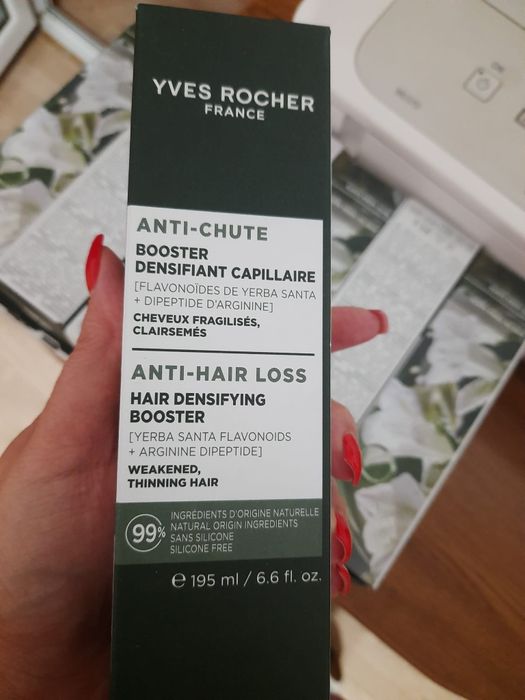 YVES ROCHER
FRANCE
ANTI-CHUTE
BOOSTER
DENSIFIANT CAPILLAIRE
[FLAVONOÏDES DE YERBA SANTA
+ DIPEPTIDE D'ARGININE]
CHEVEUX FRAGILISÉS,
CLAIRSEMÉS
ANTI-HAIR LOSS
HAIR DENSIFYING
BOOSTER
[YERBA SANTA FLAVONOIDS
+ ARGININE DIPEPTIDE]
WEAKENED,
THINNING HAIR
99%
INGRÉDIENTS D'ORIGINE NATURELLE
NATURAL ORIGIN INGREDIENTS
SANS SILICONE
SILICONE FREE
℮ 195 ml / 6.6 fl. oz.